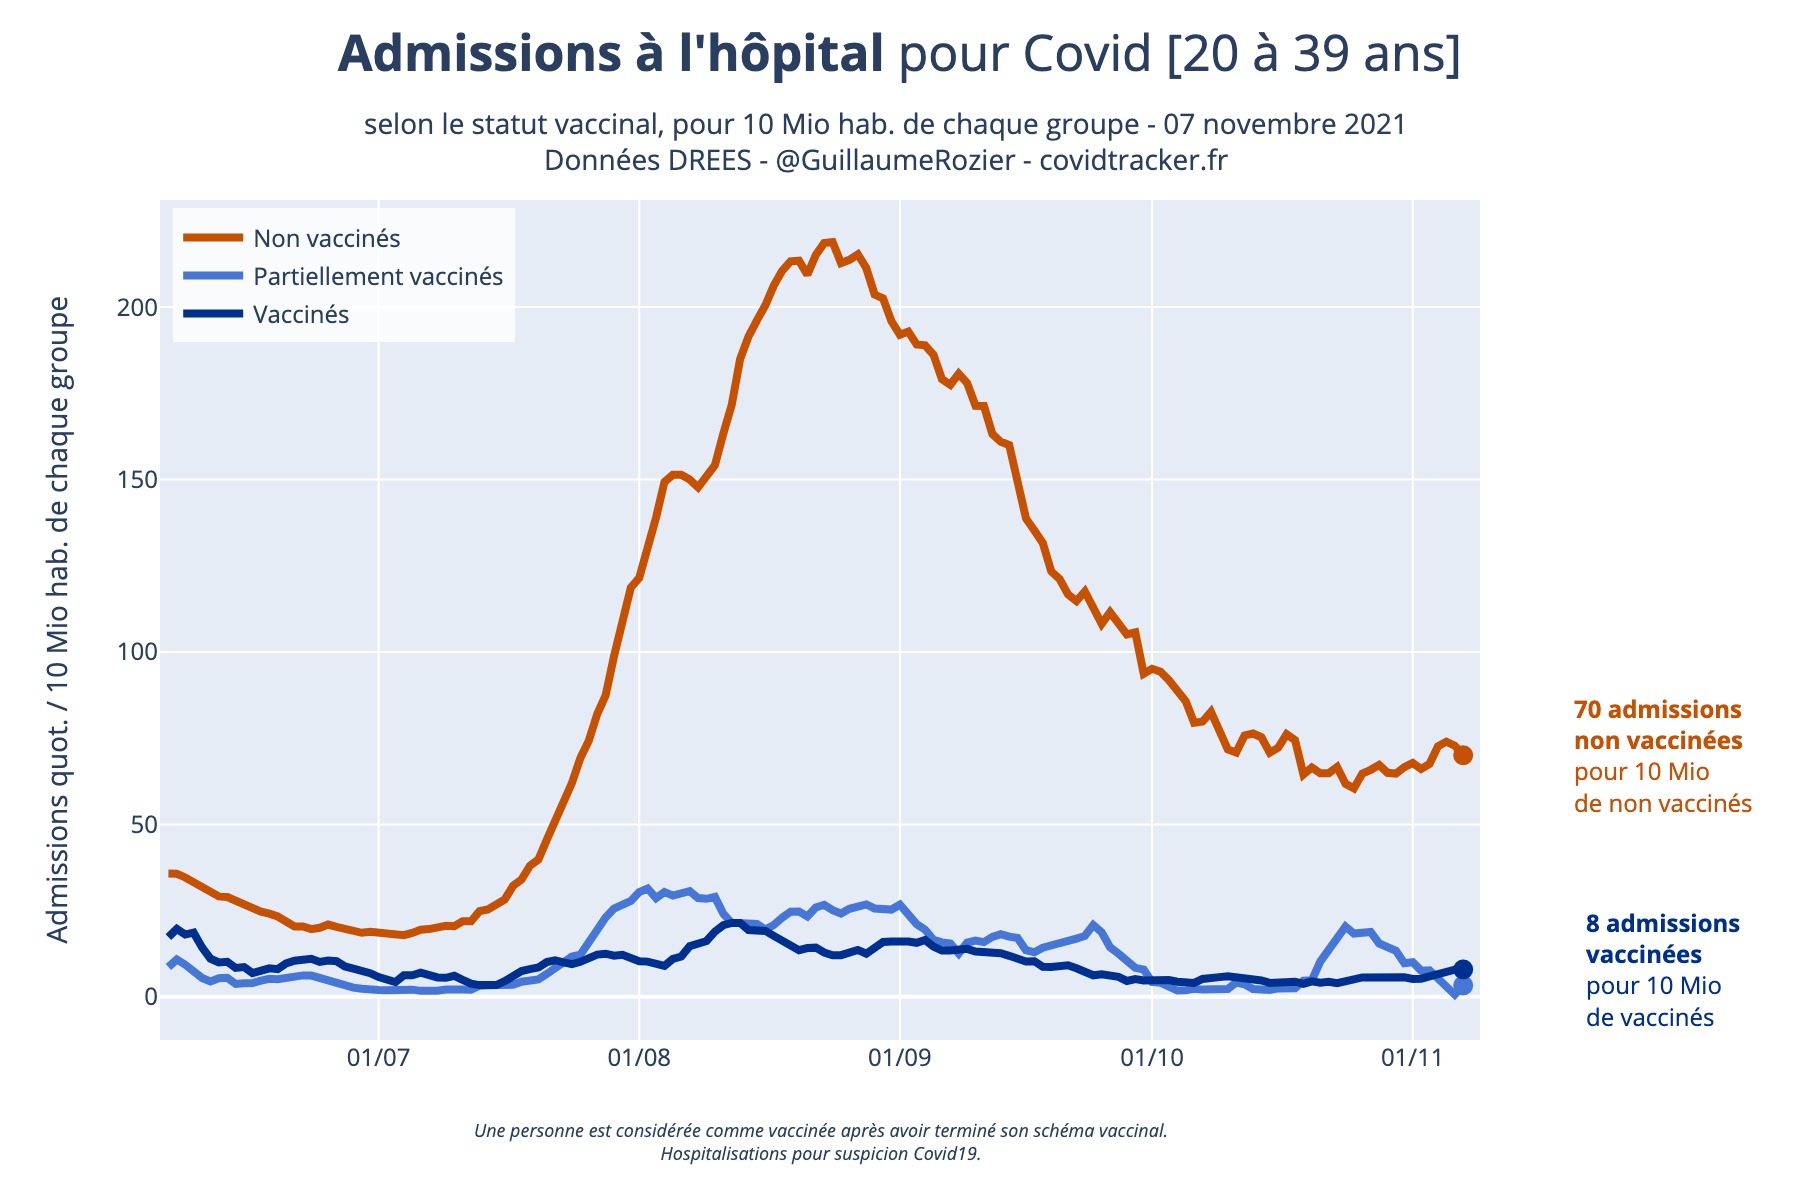 Admissions à l'hôpital pour Covid [20 à 39 ans]
selon le statut vaccinal, pour 10 Mio hab. de chaque groupe - 07 novembre 2021
Données DREES - @GuillaumeRozier - covidtracker.fr
Non vaccinés
Partiellement vaccinés
Vaccinés
Admissions quot. / 10 Mio hab. de chaque groupe
200
150
100
50
0
01/07
01/08
01/09
01/10
01/11
70 admissions
non vaccinées
pour 10 Mio
de non vaccinés
8 admissions
vaccinées
pour 10 Mio
de vaccinés
Une personne est considérée comme vaccinée après avoir terminé son schéma vaccinal.
Hospitalisations pour suspicion Covid19.